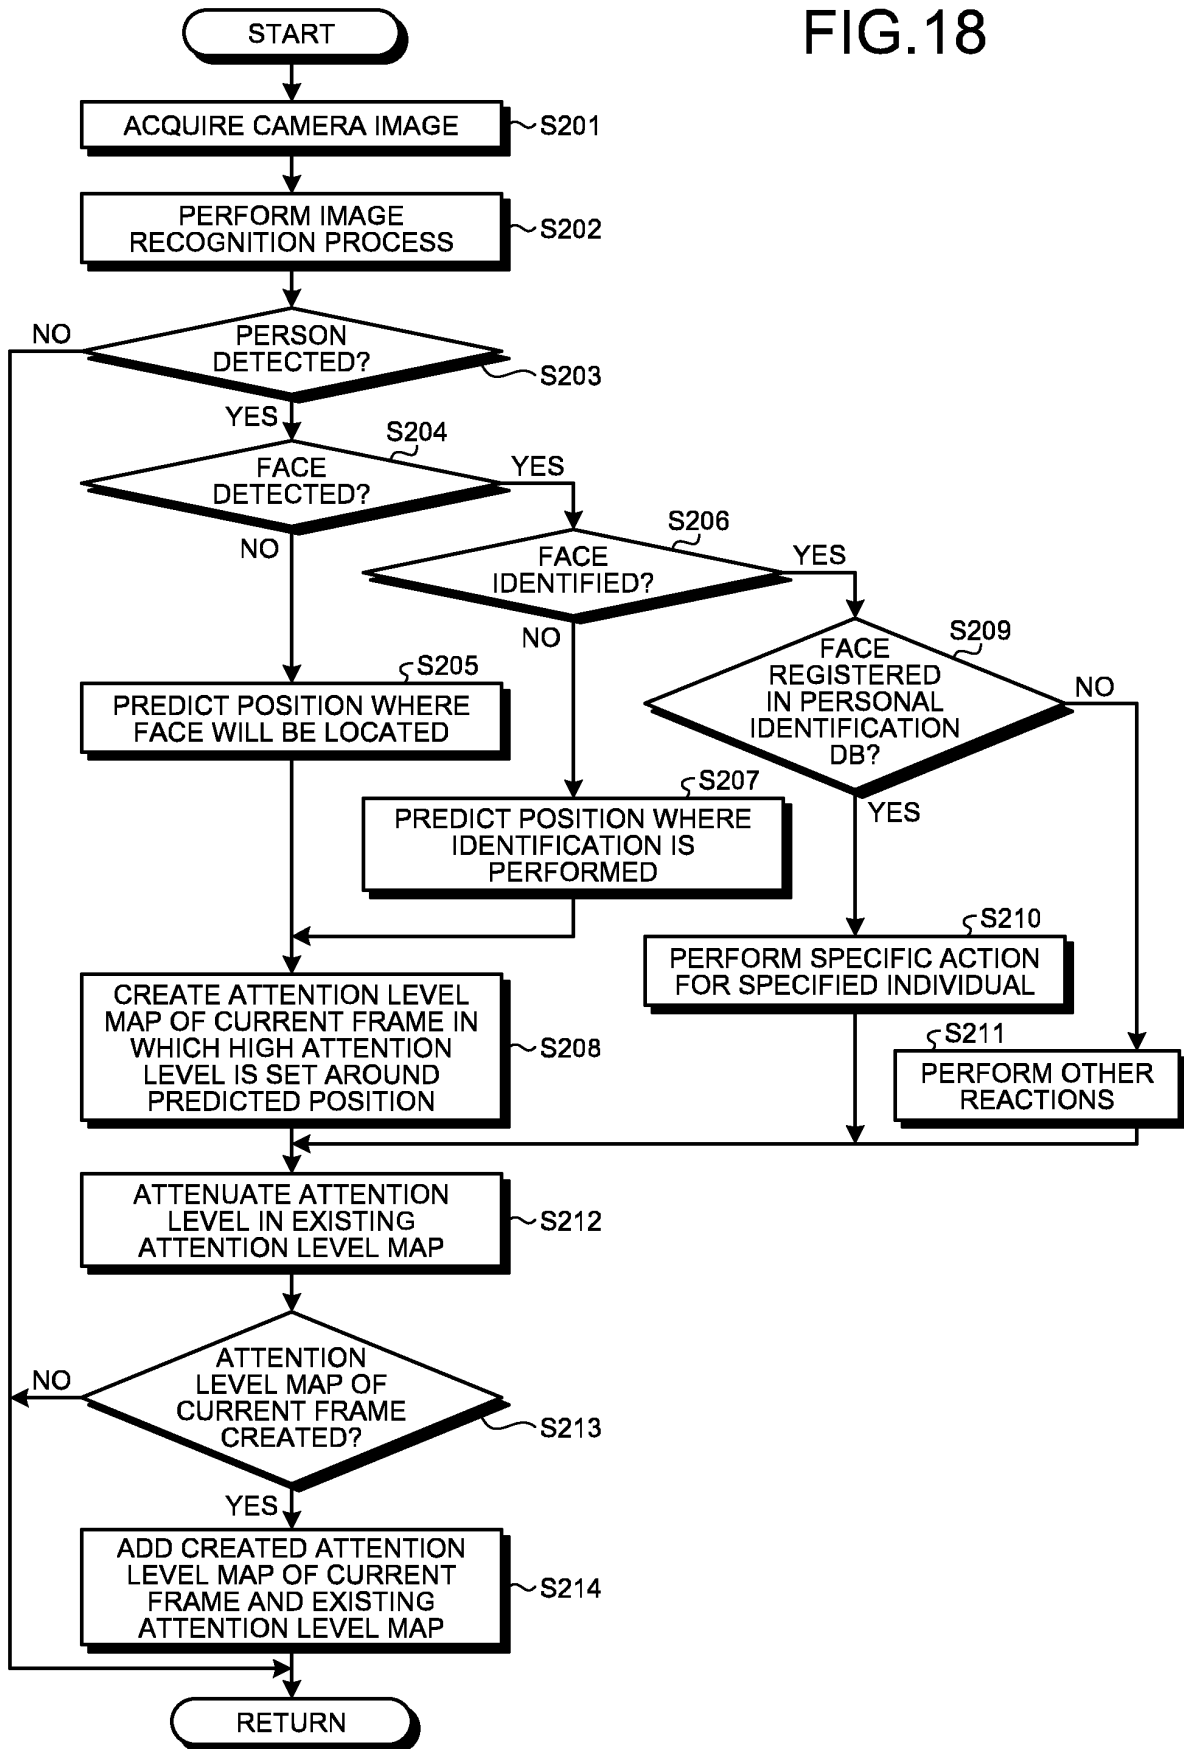 FIG.18
START
ACQUIRE CAMERA IMAGE
S201
PERFORM IMAGE
RECOGNITION PROCESS
S202
PERSON
DETECTED?
NO
S203
YES
S204
FACE
DETECTED?
YES
NO
S206
FACE
IDENTIFIED?
YES
NO
S209
FACE
REGISTERED
IN PERSONAL
IDENTIFICATION
DB?
NO
YES
S205
PREDICT POSITION WHERE
FACE WILL BE LOCATED
S207
PREDICT POSITION WHERE
IDENTIFICATION IS
PERFORMED
S210
PERFORM SPECIFIC ACTION
FOR SPECIFIED INDIVIDUAL
S211
PERFORM OTHER
REACTIONS
CREATE ATTENTION LEVEL
MAP OF CURRENT FRAME IN
WHICH HIGH ATTENTION
LEVEL IS SET AROUND
PREDICTED POSITION
S208
ATTENUATE ATTENTION
LEVEL IN EXISTING
ATTENTION LEVEL MAP
S212
ATTENTION
LEVEL MAP OF
CURRENT FRAME
CREATED?
NO
S213
YES
ADD CREATED ATTENTION
LEVEL MAP OF CURRENT
FRAME AND EXISTING
ATTENTION LEVEL MAP
S214
RETURN